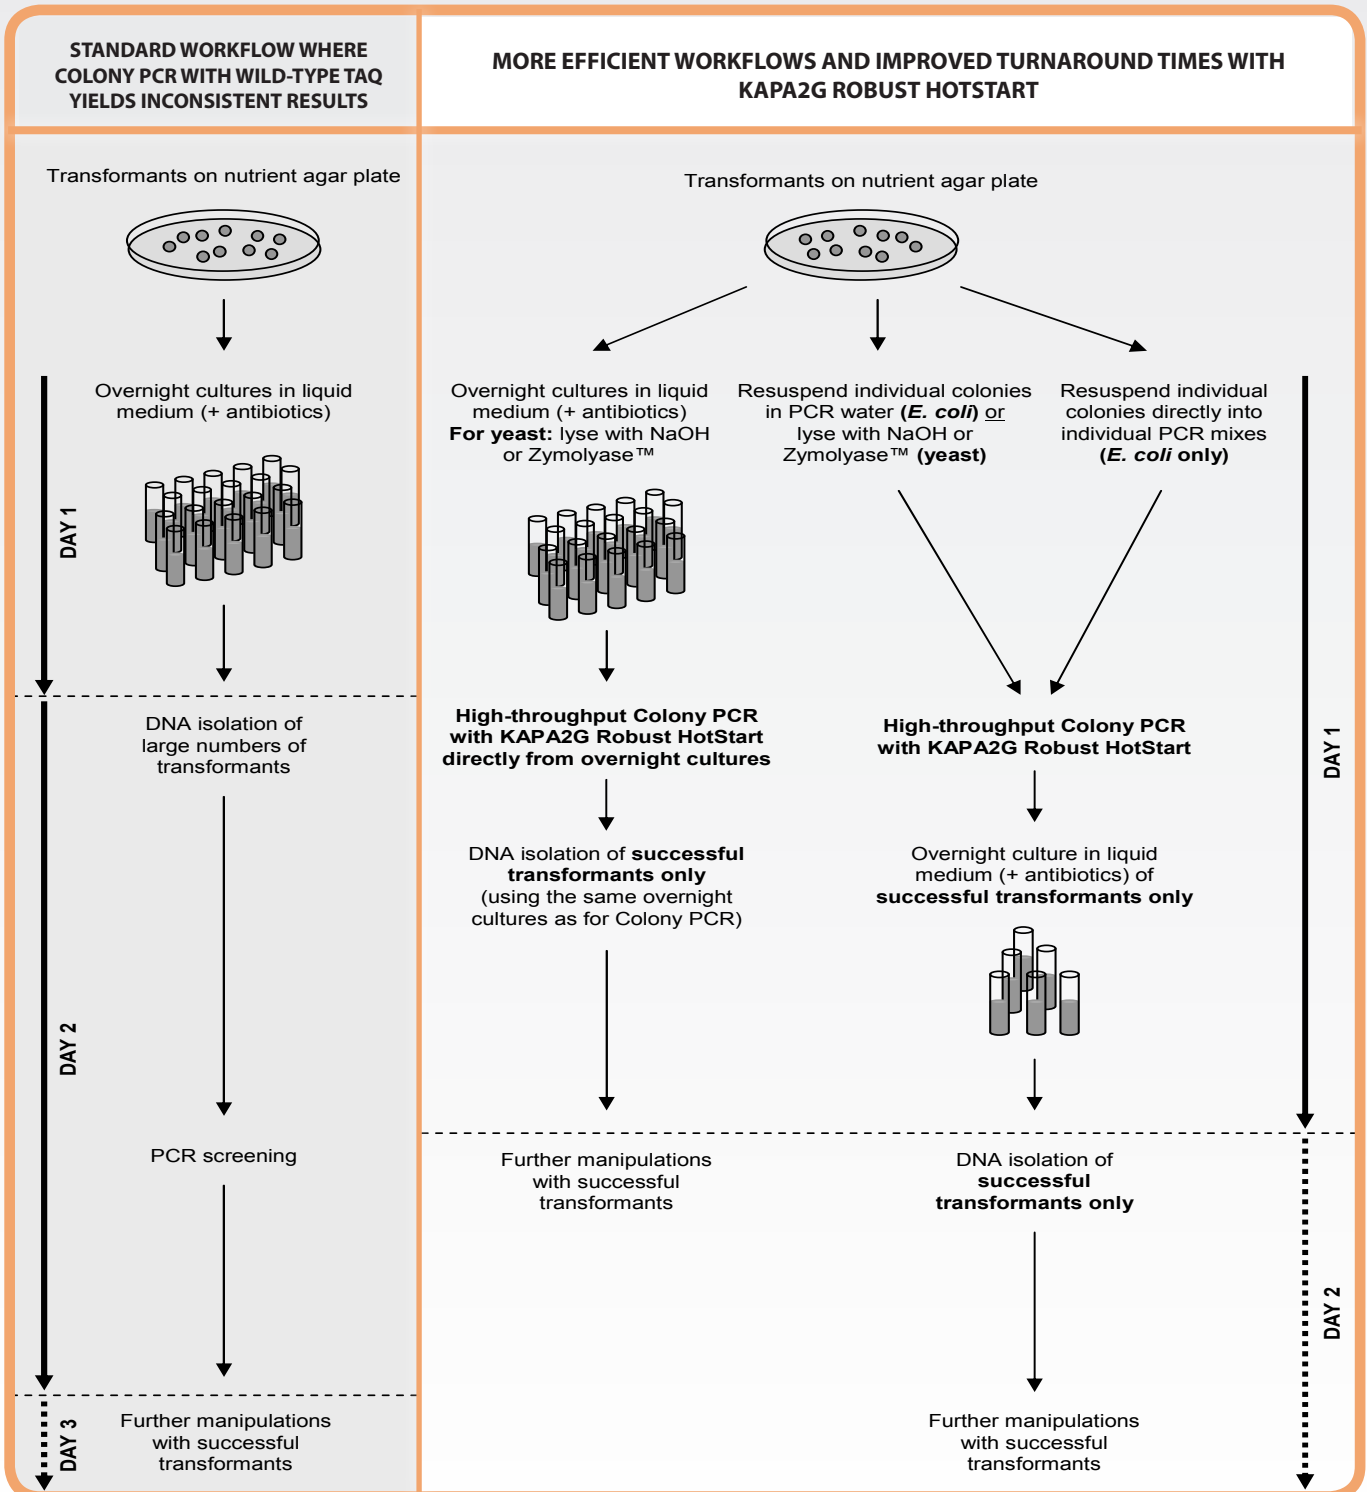 STANDARD WORKFLOW WHERE
COLONY PCR WITH WILD-TYPE TAQ
YIELDS INCONSISTENT RESULTS
MORE EFFICIENT WORKFLOWS AND IMPROVED TURNAROUND TIMES WITH
KAPA2G ROBUST HOTSTART
Transformants on nutrient agar plate
Overnight cultures in liquid
medium (+ antibiotics)
DAY 1
DNA isolation of
large numbers of
transformants
DAY 2
PCR screening
DAY 3
Further manipulations
with successful
transformants
Transformants on nutrient agar plate
Overnight cultures in liquid
medium (+ antibiotics)
For yeast: lyse with NaOH
or Zymolyase™
High-throughput Colony PCR
with KAPA2G Robust HotStart
directly from overnight cultures
DNA isolation of successful
transformants only
(using the same overnight
cultures as for Colony PCR)
Further manipulations
with successful
transformants
Resuspend individual colonies
in PCR water (E. coli) or
lyse with NaOH or
Zymolyase™ (yeast)
Resuspend individual
colonies directly into
individual PCR mixes
(E. coli only)
High-throughput Colony PCR
with KAPA2G Robust HotStart
Overnight culture in liquid
medium (+ antibiotics) of
successful transformants only
DNA isolation of
successful
transformants only
Further manipulations
with successful
transformants
DAY 1
DAY 2